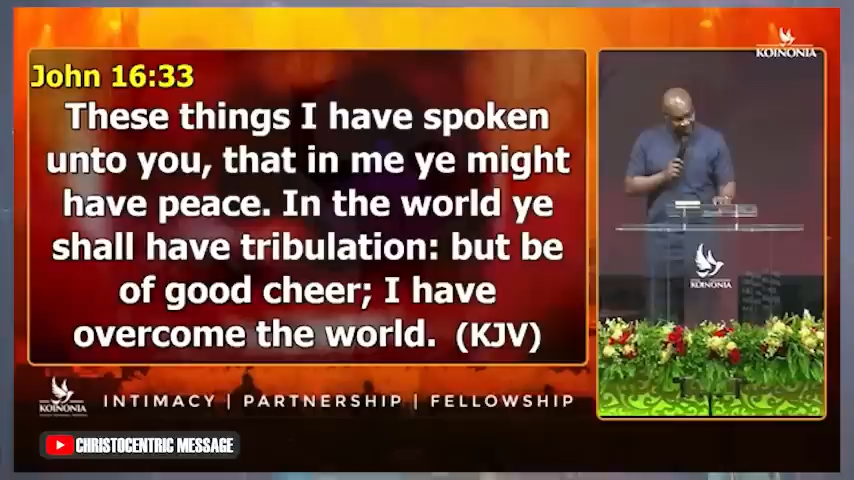 John 16:33
These things I have spoken
unto you, that in me ye might
have peace. In the world ye
shall have tribulation: but be
of good cheer; I have
overcome the world. (KJV)
KOINONIA
KOINONIA
KOINONIA
INTIMACY | PARTNERSHIP | FELLOWSHIP
CHRISTOCENTRIC MESSAGE